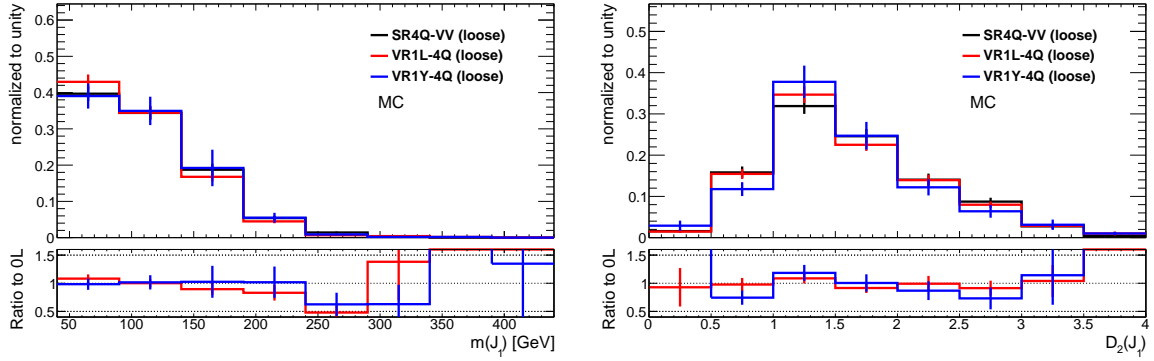 normalized to unity
0.6
0.4
0.2
0
SR4Q-VV (loose)
VR1L-4Q (loose)
VR1Y-4Q (loose)
MC
Ratio to 0L
1.5
1.0
0.5
50 100 150 200 250 300 350 400
m(J1) [GeV]
normalized to unity
0.5
0.4
0.3
0.2
0.1
0
SR4Q-VV (loose)
VR1L-4Q (loose)
VR1Y-4Q (loose)
MC
Ratio to 0L
1.5
1.0
0.5
0 0.5 1 1.5 2 2.5 3 3.5 4
D2(J1)